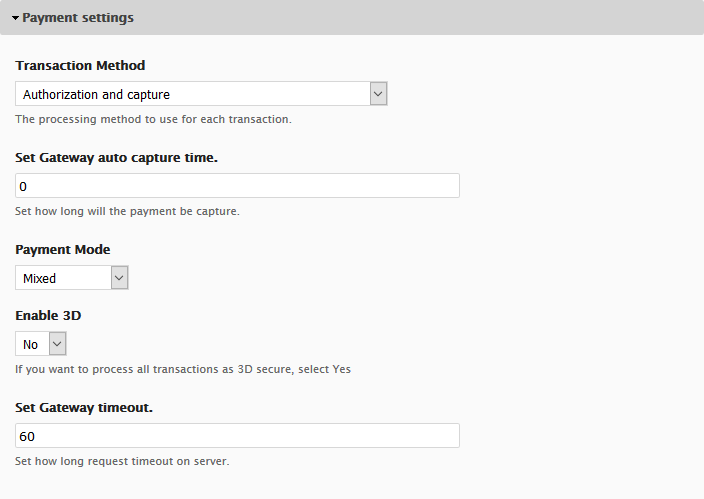 Payment settings
Transaction Method
Authorization and capture
The processing method to use for each transaction.
Set Gateway auto capture time.
0
Set how long will the payment be capture.
Payment Mode
Mixed
Enable 3D
No
If you want to process all transactions as 3D secure, select Yes
Set Gateway timeout.
60
Set how long request timeout on server.